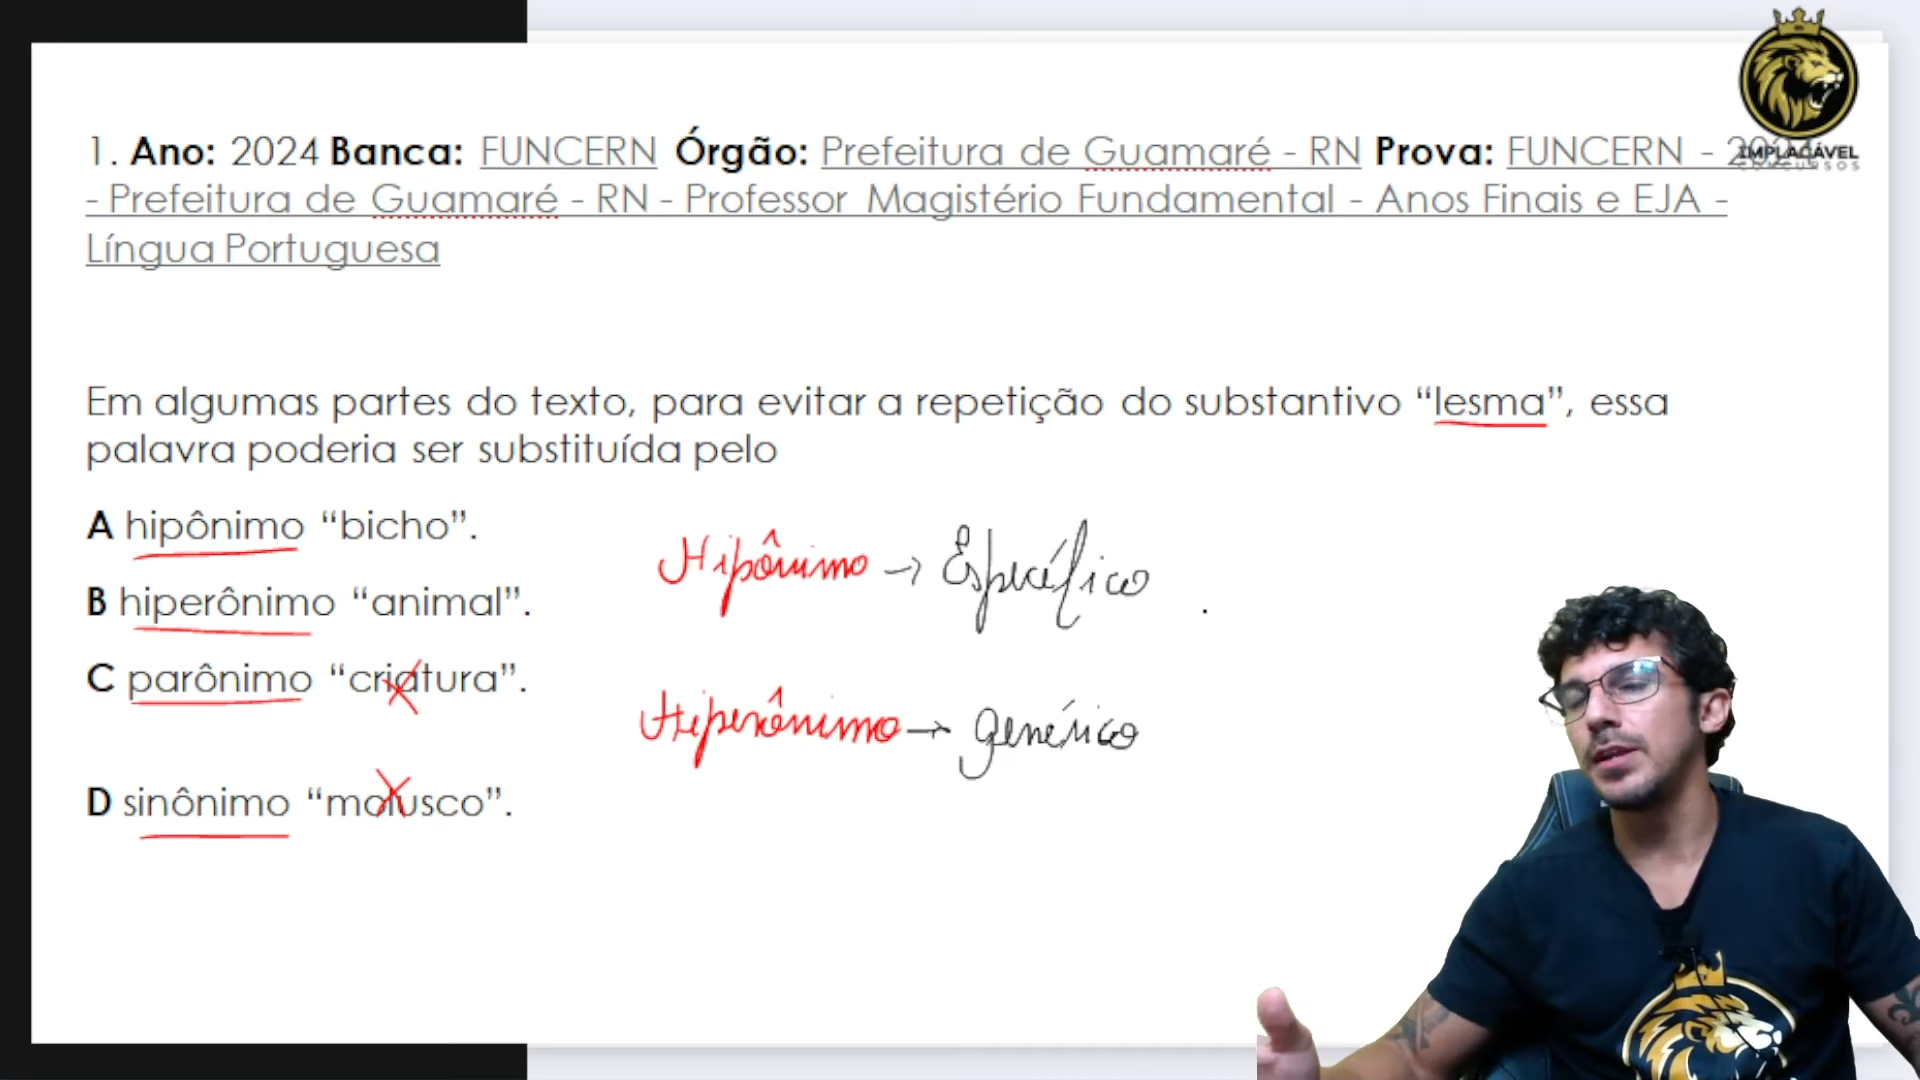 1. Ano: 2024 Banca: FUNCERN Órgão: Prefeitura de Guamaré - RN Prova: FUNCERN -
- Prefeitura de Guamaré - RN - Professor Magistério Fundamental - Anos Finais e EJA -
Língua Portuguesa
IMPLACÁVEL
CONCURSOS
Em algumas partes do texto, para evitar a repetição do substantivo “lesma”, essa
palavra poderia ser substituída pelo
A hipônimo “bicho”.
B hiperônimo “animal”.
C parônimo “criatura”.
D sinônimo “molusco”.
Hipônimo → Específico
Hiperônimo → genérico